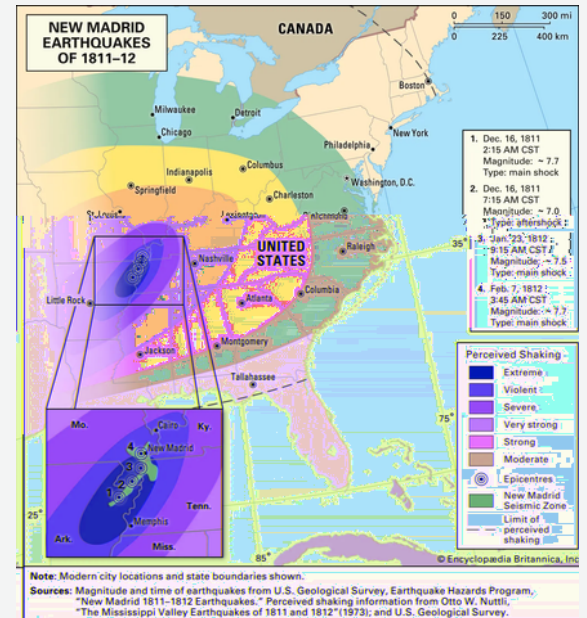 NEW MADRID
EARTHQUAKES
OF 1811–12
CANADA
0 150 300 mi
0 225 400 km
Boston
Milwaukee
Detroit
Chicago
New York
Philadelphia
1. Dec. 16, 1811
2:15 AM CST
Magnitude: ~ 7.7
Type: main shock
2. Dec. 16, 1811
7:15 AM CST
Magnitude: ~ 7.0
Type: aftershock
3. Jan. 23, 1812
9:15 AM CST
Magnitude: ~ 7.5
Type: main shock
4. Feb. 7, 1812
3:45 AM CST
Magnitude: ~ 7.7
Type: main shock
Columbus
Indianapolis
Washington, D.C.
Springfield
Charleston
St. Louis
Lexington
Richmond
UNITED
STATES
Raleigh
35°
Nashville
Little Rock
Columbia
Atlanta
Montgomery
Jackson
Tallahassee
Perceived Shaking
Extreme
Violent
Severe
Very strong
Strong
Moderate
Epicentres
New Madrid
Seismic Zone
Limit of
perceived
shaking
75°
Mo.
Cairo
Ky.
4
New Madrid
3
2
1
Tenn.
Memphis
Ark.
Miss.
25°
85°
© Encyclopædia Britannica, Inc
Note: Modern city locations and state boundaries shown.
Sources: Magnitude and time of earthquakes from U.S. Geological Survey, Earthquake Hazards Program,
"New Madrid 1811–1812 Earthquakes." Perceived shaking information from Otto W. Nuttli,
"The Mississippi Valley Earthquakes of 1811 and 1812" (1973); and U.S. Geological Survey.